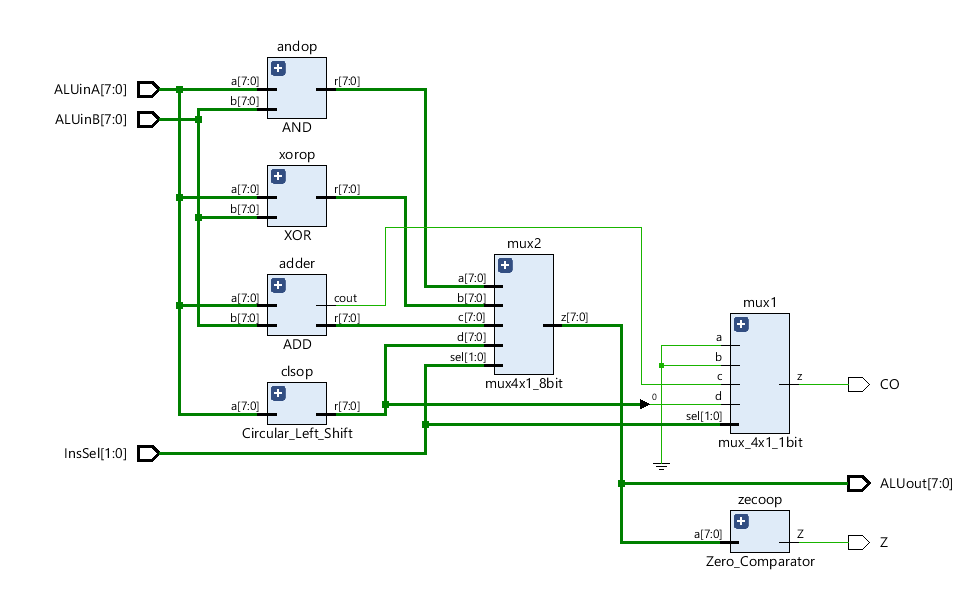 andop
ALUinA[7:0]
a[7:0]
r[7:0]
b[7:0]
ALUinB[7:0]
AND
xorop
a[7:0]
r[7:0]
b[7:0]
XOR
adder
a[7:0]
cout
b[7:0]
r[7:0]
ADD
clsop
a[7:0]
r[7:0]
Circular_Left_Shift
InsSel[1:0]
mux2
a[7:0]
b[7:0]
c[7:0]
z[7:0]
d[7:0]
sel[1:0]
mux4x1_8bit
mux1
a
b
c
z
CO
0
d
sel[1:0]
mux_4x1_1bit
ALUout[7:0]
zecoop
a[7:0]
Z
Z
Zero_Comparator